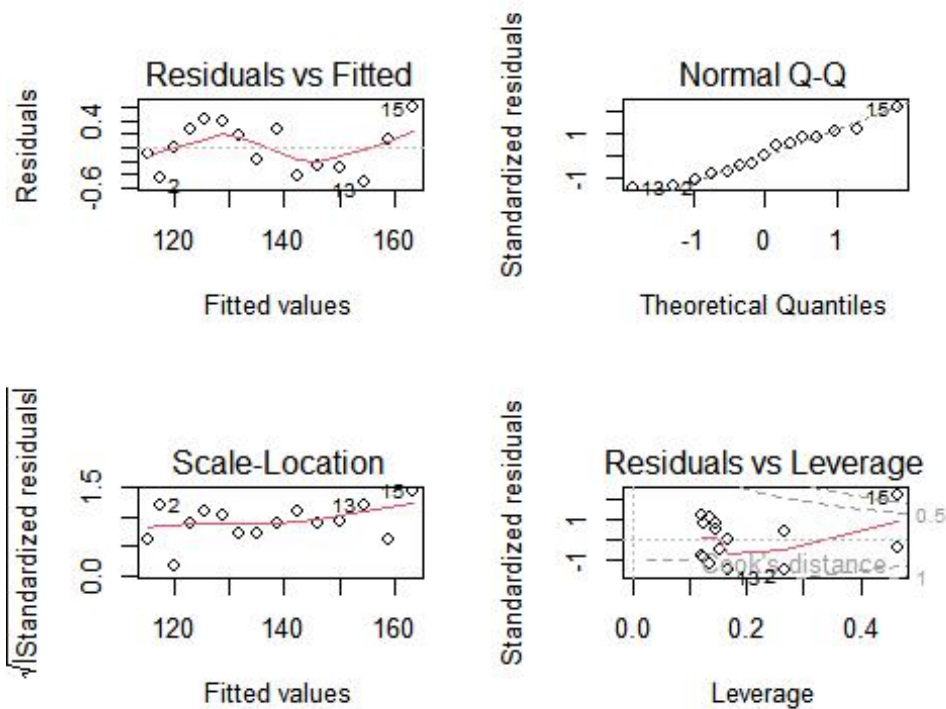 Residuals vs Fitted
Residuals
0.4
-0.6
15
2
13
120
140
160
Fitted values
Normal Q-Q
Standardized residuals
1
-1
15
13
2
-1
0
1
Theoretical Quantiles
Scale-Location
√|Standardized residuals|
1.5
0.0
2
13
15
120
140
160
Fitted values
Residuals vs Leverage
Standardized residuals
1
-1
15
0.5
Cook's distance
13
2
1
0.0
0.2
0.4
Leverage